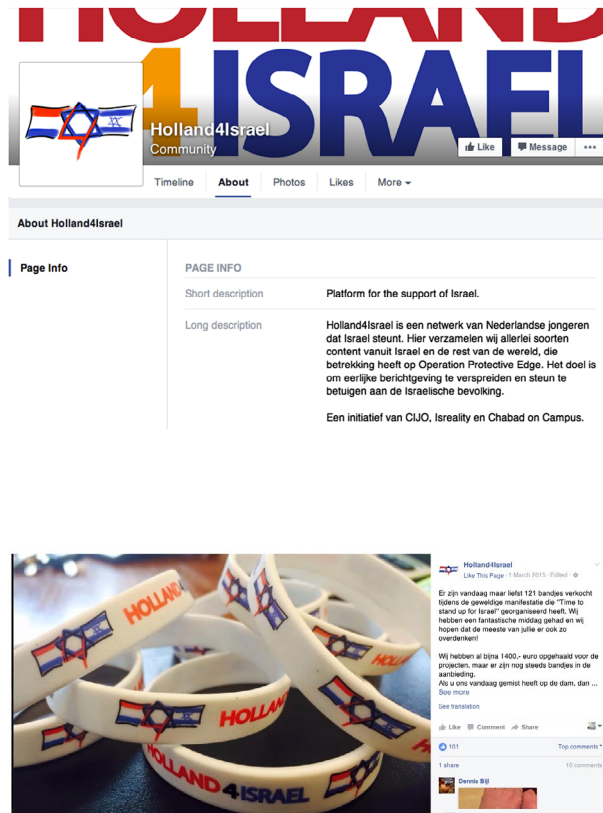 HOLLAND
4ISRAEL
Holland4Israel
Community
Like
Message
Timeline
About
Photos
Likes
More
About Holland4Israel
Page Info
PAGE INFO
Short description
Platform for the support of Israel.
Long description
Holland4Israel is een netwerk van Nederlandse jongeren
dat Israel steunt. Hier verzamelen wij allerlei soorten
content vanuit Israel en de rest van de wereld, die
betrekking heeft op Operation Protective Edge. Het doel is
om eerlijke berichtgeving te verspreiden en steun te
betuigen aan de Israelische bevolking.
Een initiatief van CIJO, Isreality en Chabad on Campus.
HOLLAND
HOLLAN
HOLLAND4ISRAEL
Holland4Israel
Like This Page · 1 March 2015 · Edited ·
Er zijn vandaag maar liefst 121 bandjes verkocht
tijdens de geweldige manifestatie die "Time to
stand up for Israel" georganiseerd heeft. Wij
hebben een fantastische middag gehad en wij
hopen dat de meeste van jullie er ook zo
overdenken!
Wij hebben al bijna 1400,- euro opgehaald voor de
projecten, maar er zijn nog steeds bandjes in de
aanbieding.
Als u ons vandaag gemist heeft op de dam, dan ...
See more
See translation
Like Comment Share
101
Top comments
1 share
10 comments
Dennis Bijl